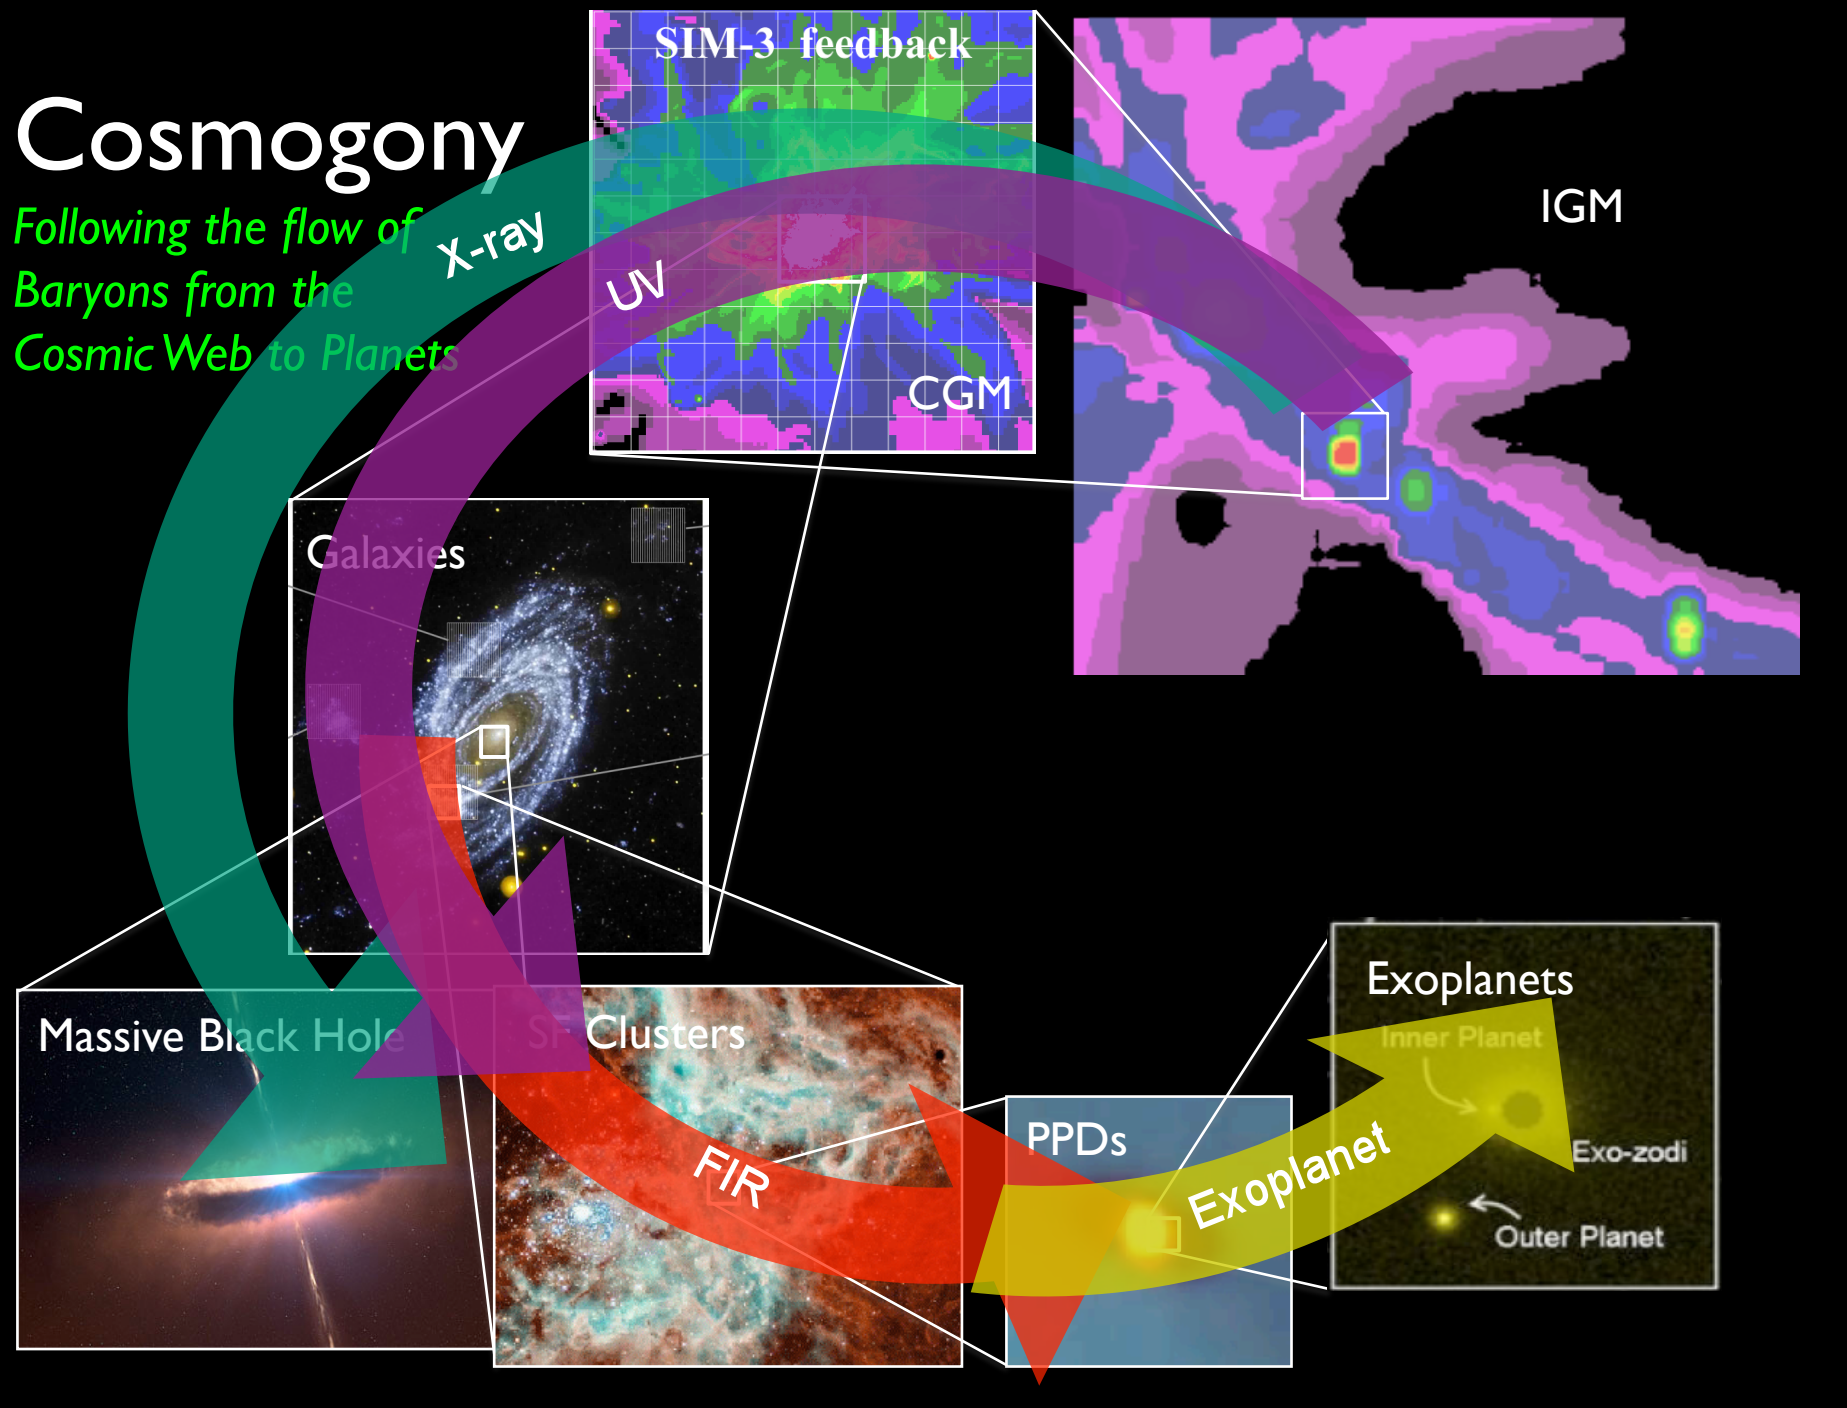 Cosmogony
Following the flow of
Baryons from the
Cosmic Web to Planets
SIM-3 feedback
CGM
IGM
X-ray
UV
Galaxies
Massive Black Hole
SF Clusters
FIR
PPDs
Exoplanet
Exoplanets
Inner Planet
Exo-zodi
Outer Planet